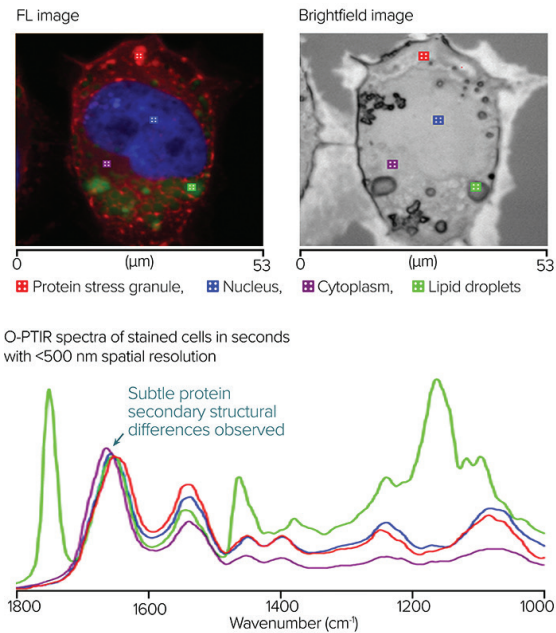 FL image
Brightfield image
0 (μm) 53
0 (μm) 53
Protein stress granule, Nucleus, Cytoplasm, Lipid droplets
O-PTIR spectra of stained cells in seconds
with <500 nm spatial resolution
Subtle protein
secondary structural
differences observed
1800 1600 1400 1200 1000
Wavenumber (cm⁻¹)